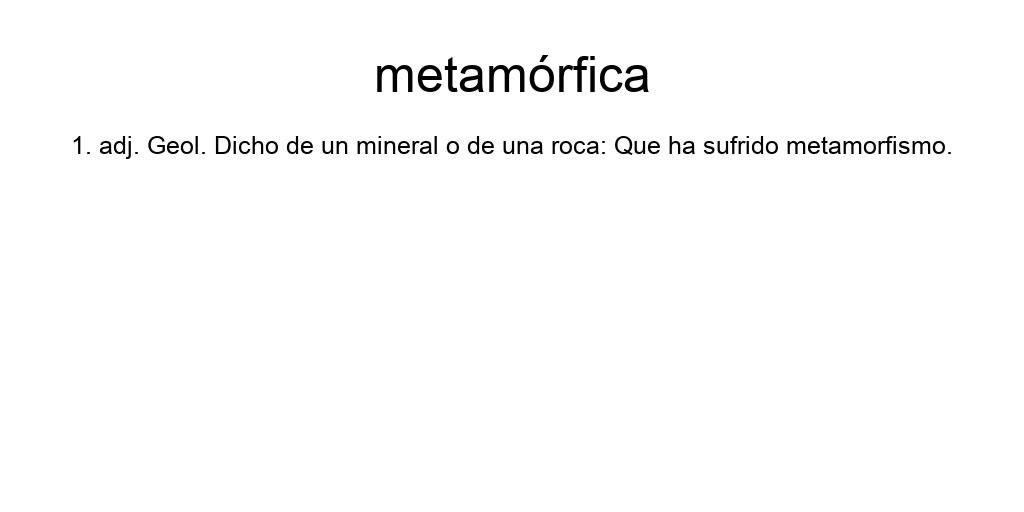 metamórfica
1. adj. Geol. Dicho de un mineral o de una roca: Que ha sufrido metamorfismo.